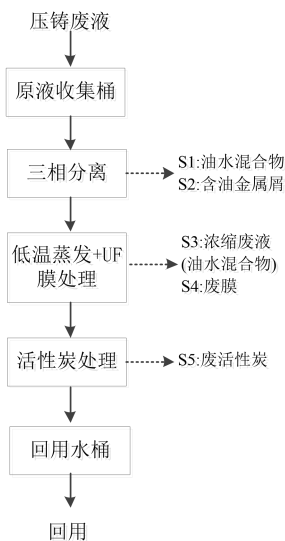 压铸废液
原液收集桶
三相分离
S1:油水混合物
S2:含油金属屑
低温蒸发+UF
膜处理
S3:浓缩废液
(油水混合物)
S4:废膜
活性炭处理
S5:废活性炭
回用水桶
回用